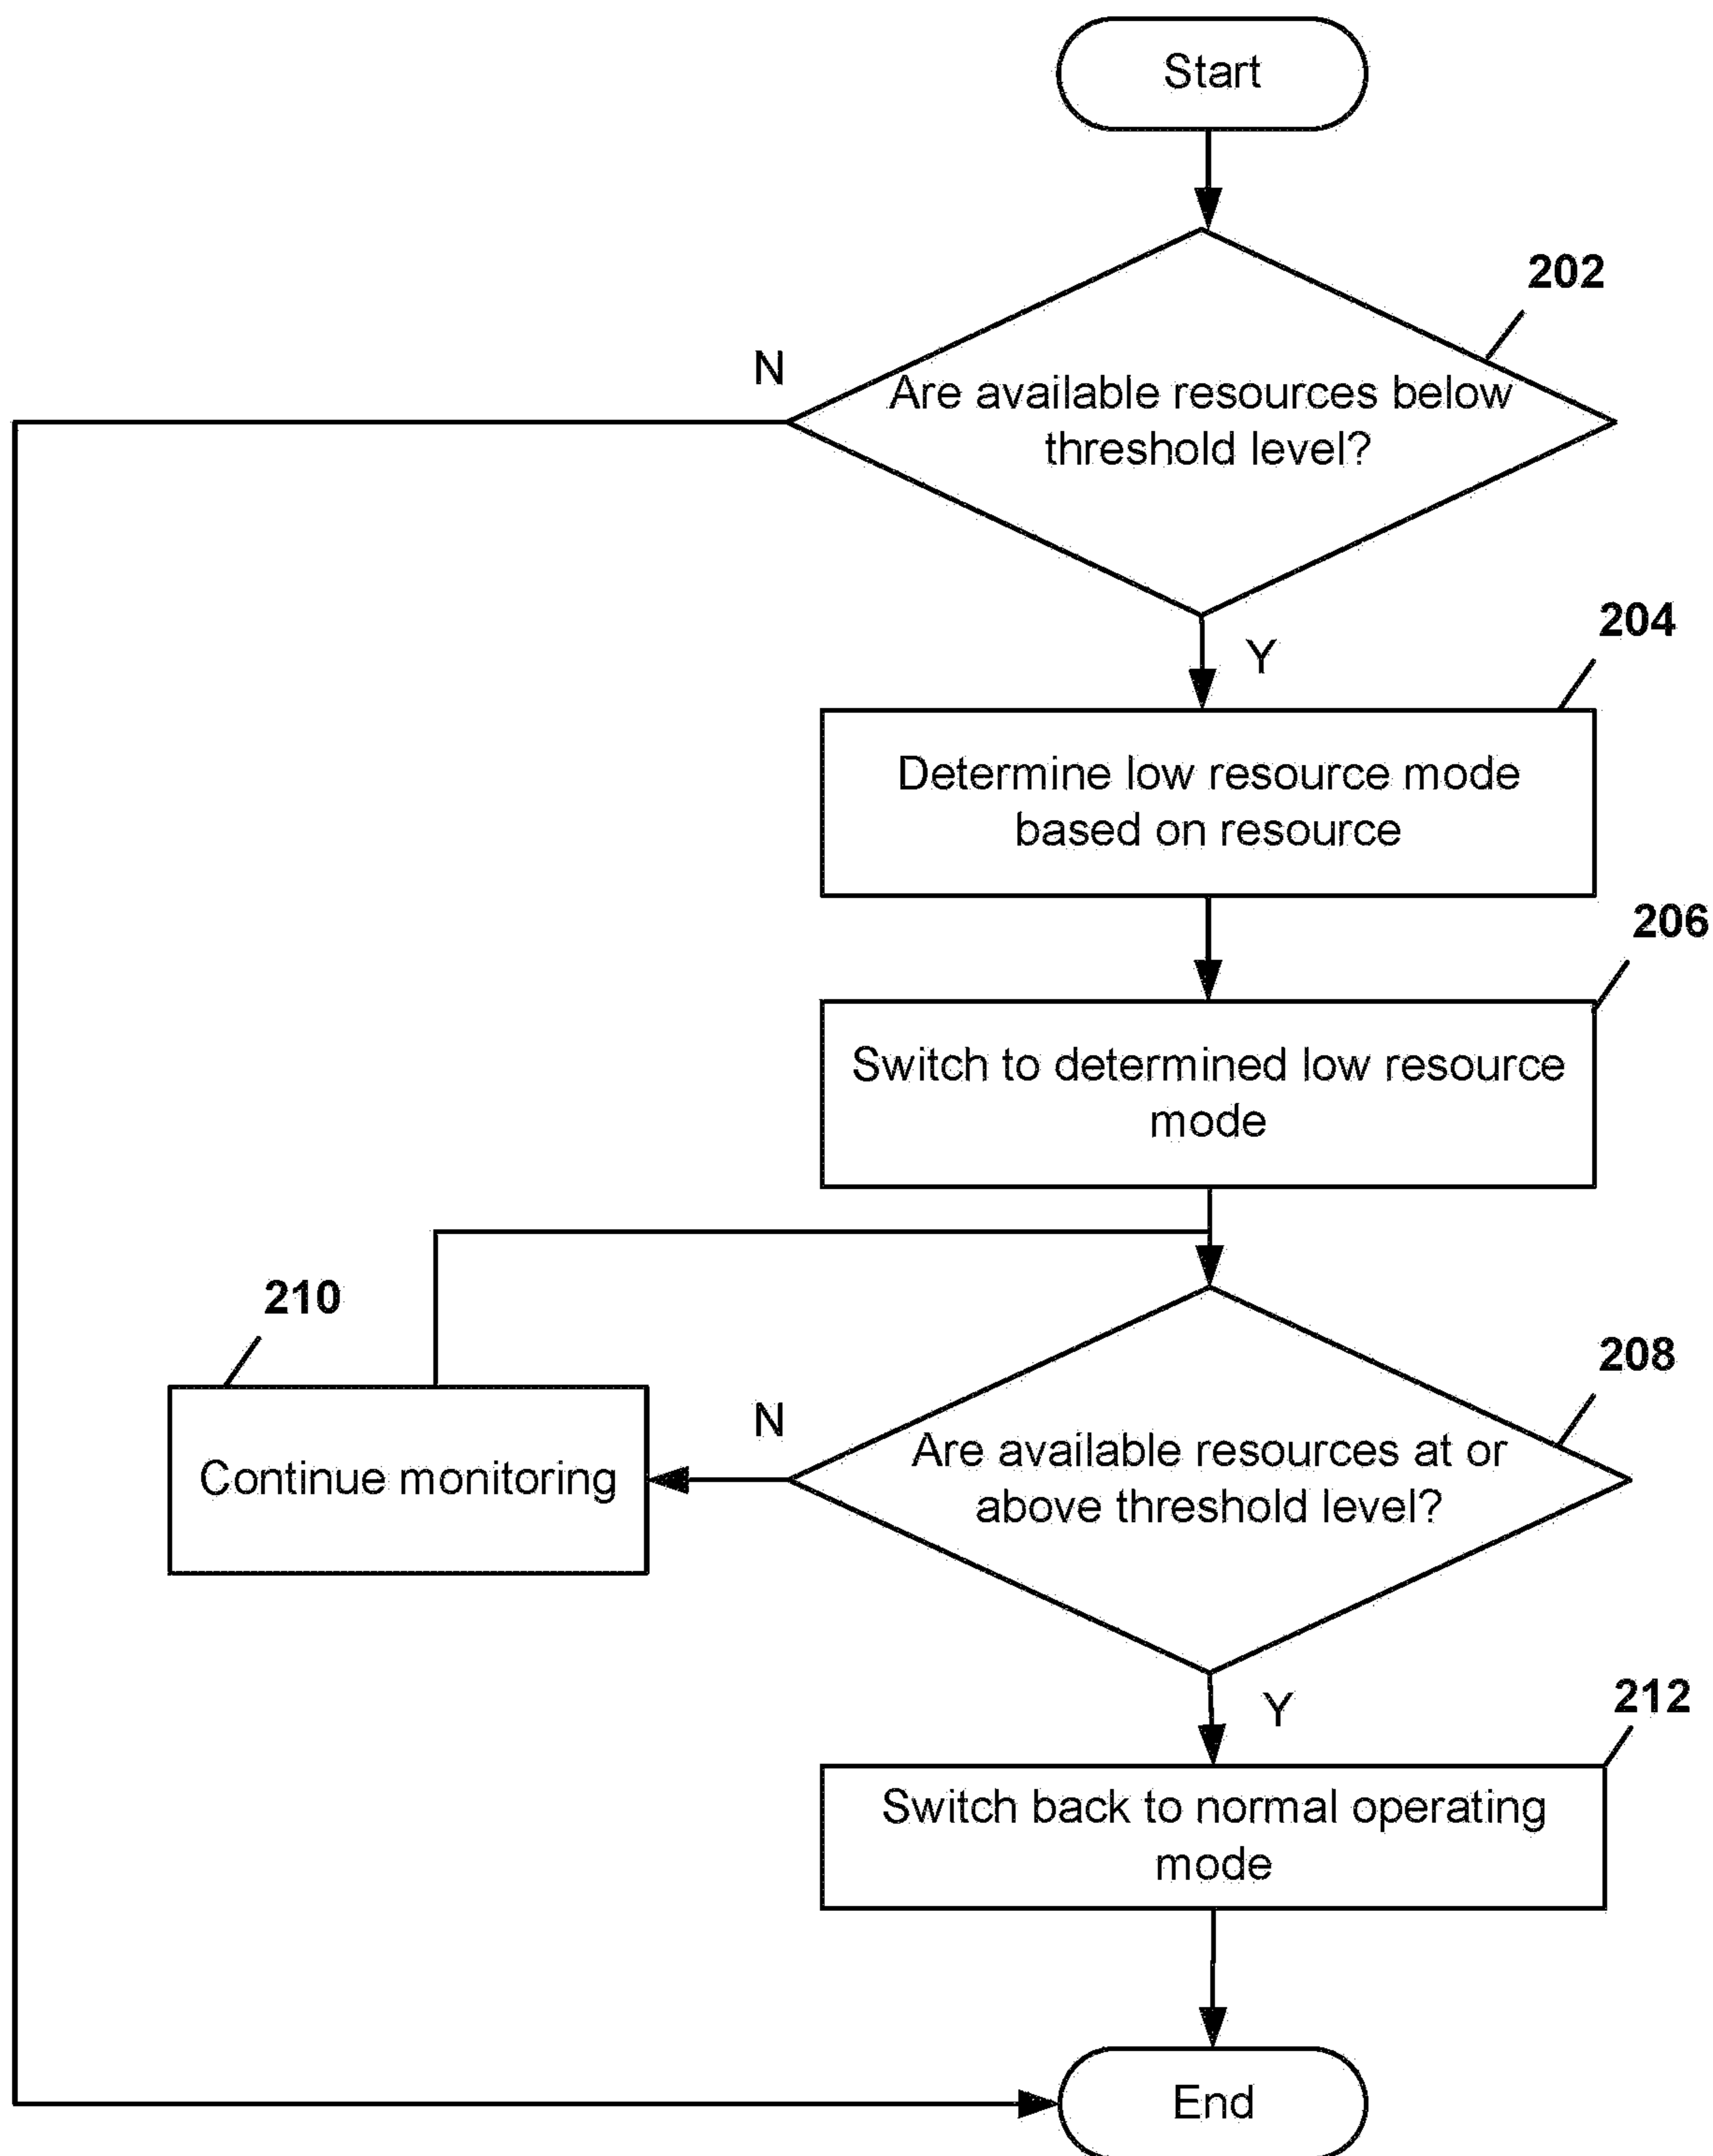 Start
202
N
Are available resources below
threshold level?
204
Y
Determine low resource mode
based on resource
206
Switch to determined low resource
mode
210
208
N
Are available resources at or
above threshold level?
Continue monitoring
212
Y
Switch back to normal operating
mode
End